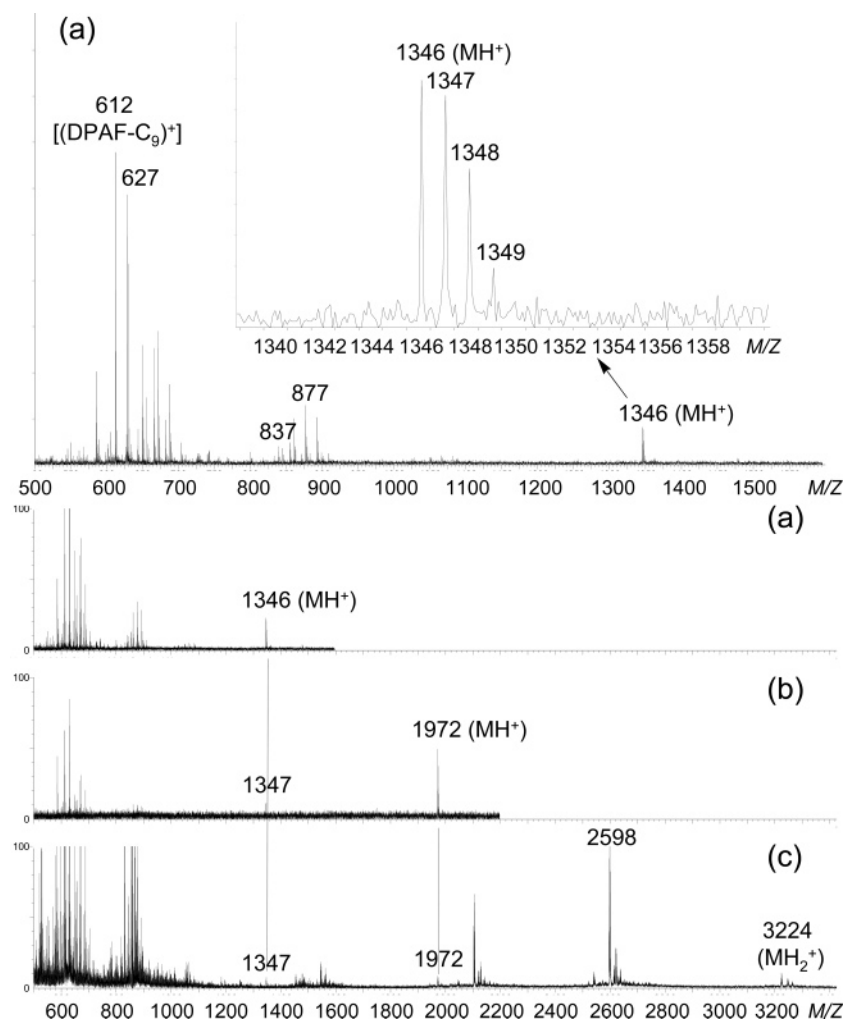 (a)
1346 (MH⁺)
612
[(DPAF-C₉)⁺]
1347
627
1348
1349
1340 1342 1344 1346 1348 1350 1352 1354 1356 1358 M/Z
877
837
1346 (MH⁺)
500 600 700 800 900 1000 1100 1200 1300 1400 1500 M/Z
(a)
100
1346 (MH⁺)
0
(b)
100
1972 (MH⁺)
1347
0
(c)
100
2598
3224
(MH₂⁺)
1347
1972
0
600 800 1000 1200 1400 1600 1800 2000 2200 2400 2600 2800 3000 3200 M/Z